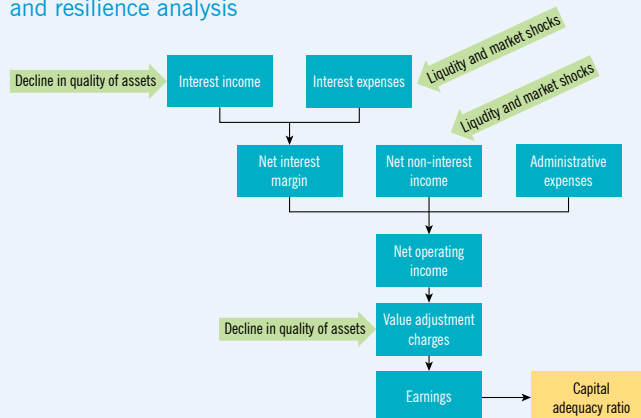 and resilience analysis
Liqudity and market shocks
Decline in quality of assets
Interest income
Interest expenses
Liqudity and market shocks
Net interest
margin
Net non-interest
income
Administrative
expenses
Net operating
income
Decline in quality of assets
Value adjustment
charges
Earnings
Capital
adequacy ratio